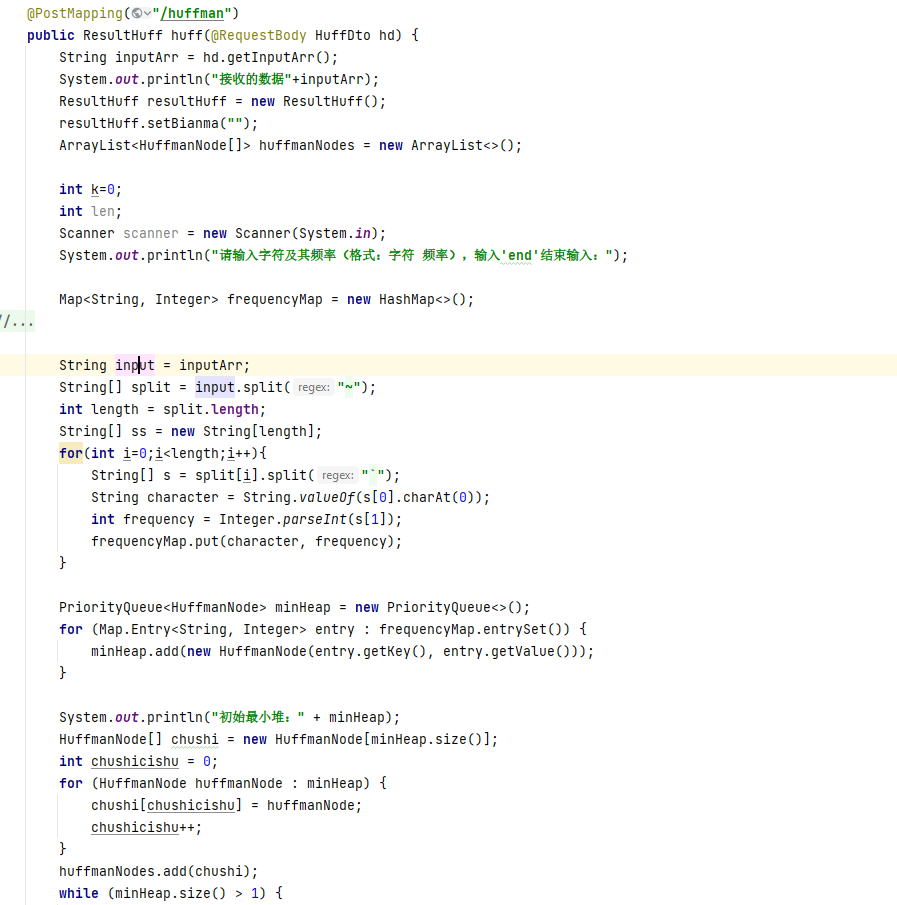 @PostMapping("/huffman")
public ResultHuff huff(@RequestBody HuffDto hd) {
String inputArr = hd.getInputArr();
System.out.println("接收的数据"+inputArr);
ResultHuff resultHuff = new ResultHuff();
resultHuff.setBianma("");
ArrayList<HuffmanNode[]> huffmanNodes = new ArrayList<>();
int k=0;
int len;
Scanner scanner = new Scanner(System.in);
System.out.println("请输入字符及其频率（格式：字符 频率），输入'end'结束输入：");
Map<String, Integer> frequencyMap = new HashMap<>();
//...
String input = inputArr;
String[] split = input.split( regex: "~");
int length = split.length;
String[] ss = new String[length];
for(int i=0;i<length;i++){
String[] s = split[i].split( regex: "`");
String character = String.valueOf(s[0].charAt(0));
int frequency = Integer.parseInt(s[1]);
frequencyMap.put(character, frequency);
}
PriorityQueue<HuffmanNode> minHeap = new PriorityQueue<>();
for (Map.Entry<String, Integer> entry : frequencyMap.entrySet()) {
minHeap.add(new HuffmanNode(entry.getKey(), entry.getValue()));
}
System.out.println("初始最小堆：" + minHeap);
HuffmanNode[] chushi = new HuffmanNode[minHeap.size()];
int chushicishu = 0;
for (HuffmanNode huffmanNode : minHeap) {
chushi[chushicishu] = huffmanNode;
chushicishu++;
}
huffmanNodes.add(chushi);
while (minHeap.size() > 1) {